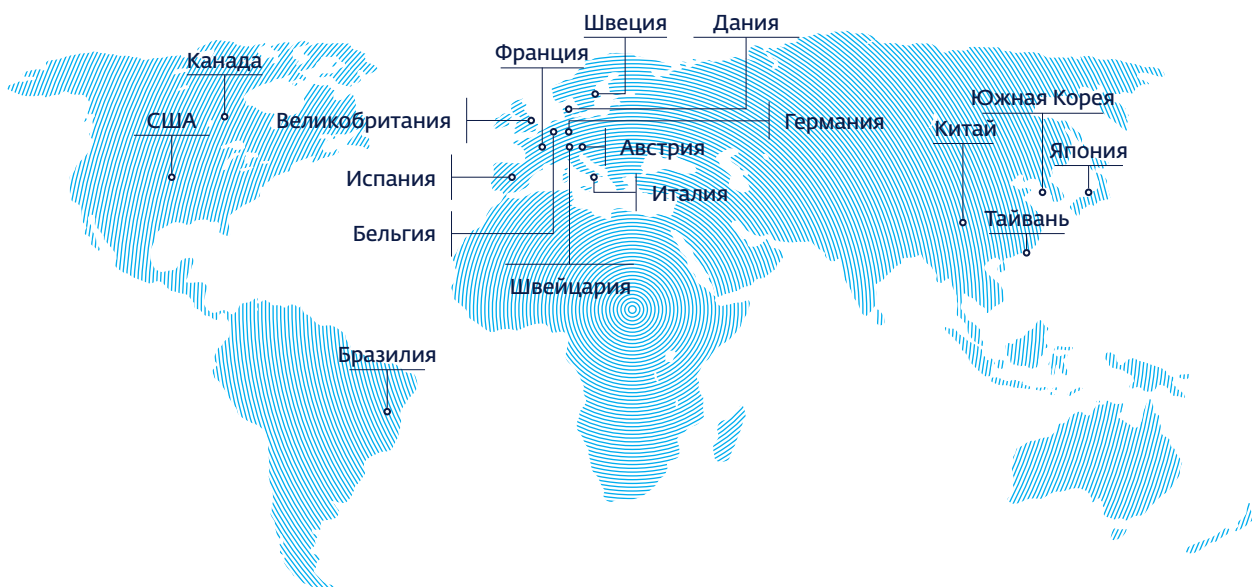 Швеция
Дания
Франция
Канада
Южная Корея
США
Великобритания
Германия
Китай
Австрия
Япония
Испания
Италия
Тайвань
Бельгия
Швейцария
Бразилия